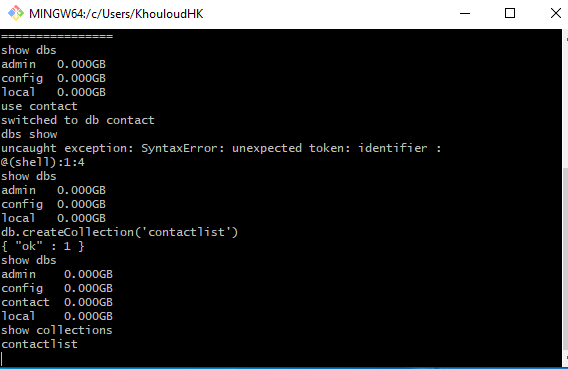 MINGW64:/c/Users/KhouloudHK
================
show dbs
admin   0.000GB
config  0.000GB
local   0.000GB
use contact
switched to db contact
dbs show
uncaught exception: SyntaxError: unexpected token: identifier :
@(shell):1:4
show dbs
admin   0.000GB
config  0.000GB
local   0.000GB
db.createCollection('contactlist')
{ "ok" : 1 }
show dbs
admin    0.000GB
config   0.000GB
contact  0.000GB
local    0.000GB
show collections
contactlist